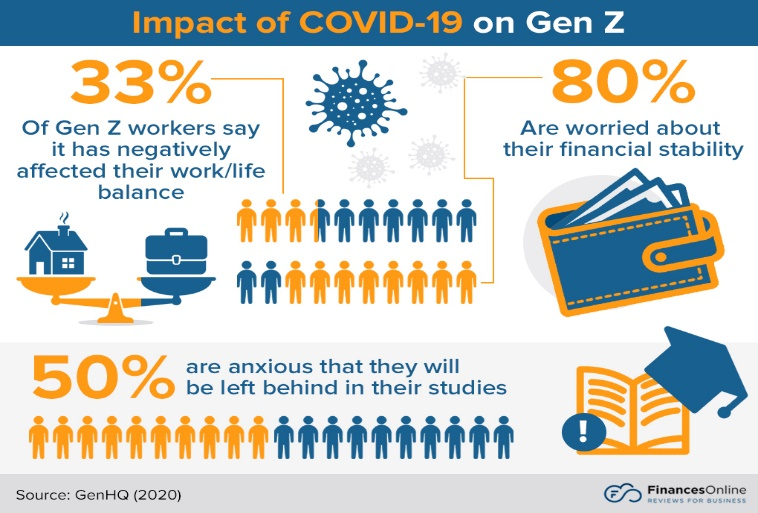 Impact of COVID-19 on Gen Z
33%
Of Gen Z workers say
it has negatively
affected their work/life
balance
80%
Are worried about
their financial stability
50%
are anxious that they will
be left behind in their studies
!
Source: GenHQ (2020)
FinancesOnline
REVIEWS FOR BUSINESS